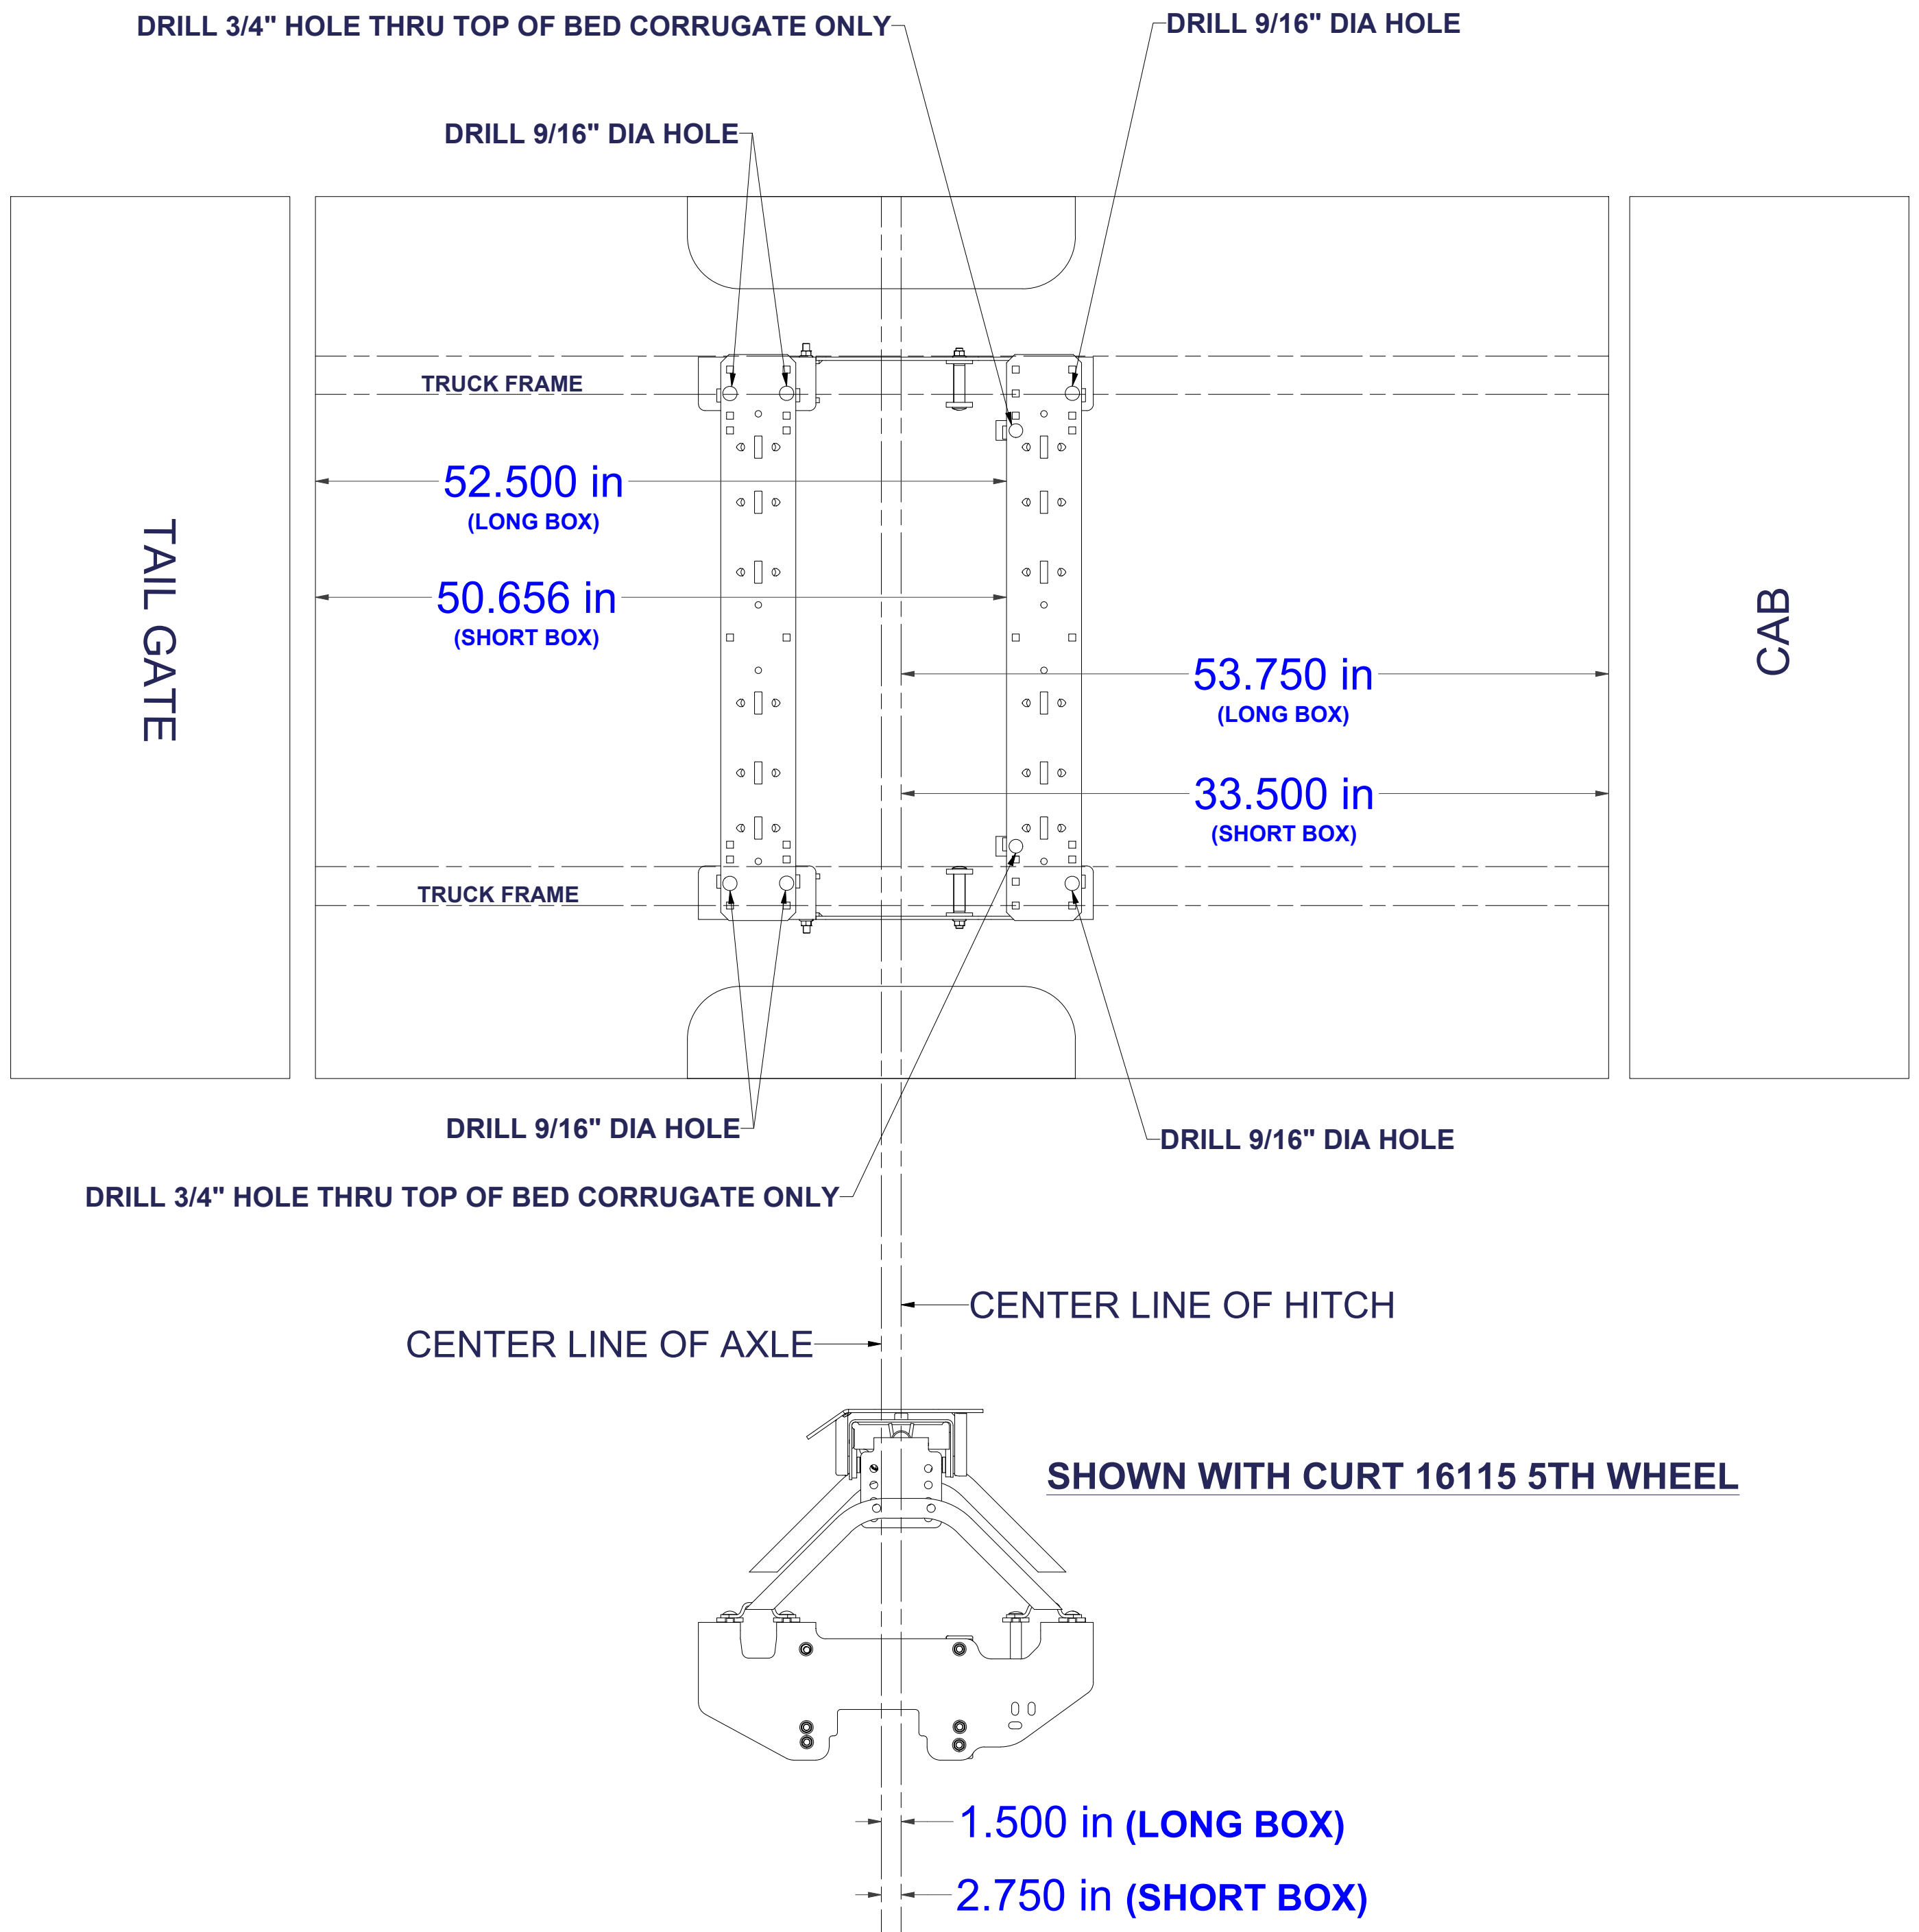 DRILL 3/4" HOLE THRU TOP OF BED CORRUGATE ONLY
DRILL 9/16" DIA HOLE
DRILL 9/16" DIA HOLE
TRUCK FRAME
52.500 in
(LONG BOX)
TAIL GATE
50.656 in
(SHORT BOX)
CAB
53.750 in
(LONG BOX)
33.500 in
(SHORT BOX)
TRUCK FRAME
DRILL 9/16" DIA HOLE
DRILL 9/16" DIA HOLE
DRILL 3/4" HOLE THRU TOP OF BED CORRUGATE ONLY
CENTER LINE OF HITCH
CENTER LINE OF AXLE
SHOWN WITH CURT 16115 5TH WHEEL
1.500 in (LONG BOX)
2.750 in (SHORT BOX)